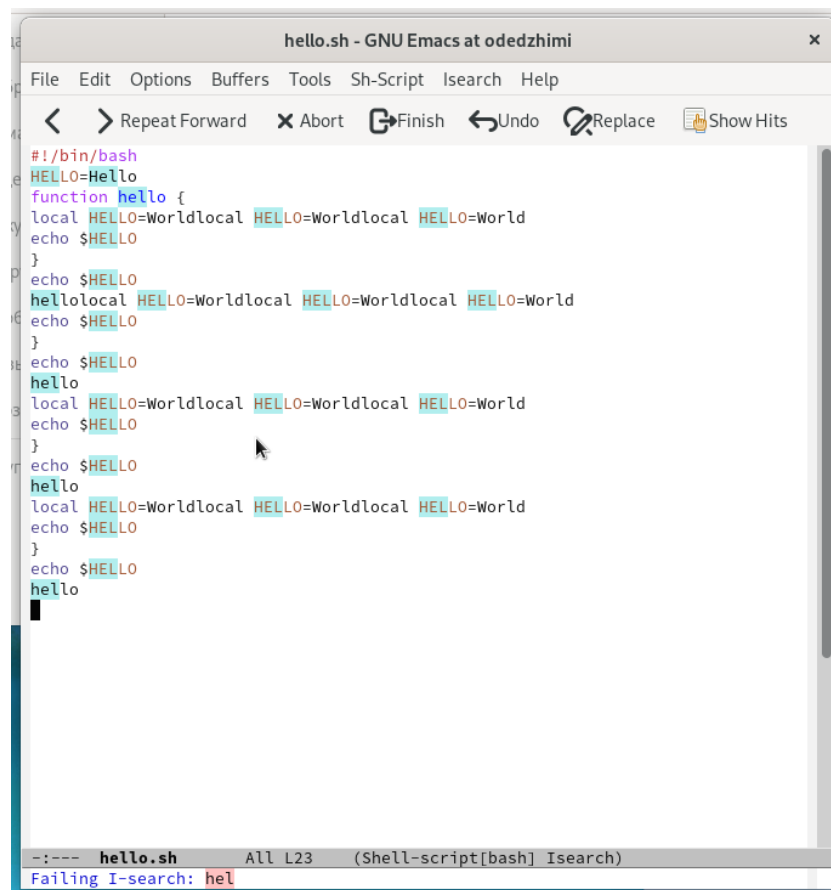 hello.sh - GNU Emacs at odedzhimi
File Edit Options Buffers Tools Sh-Script Isearch Help
Repeat Forward Abort Finish Undo Replace Show Hits
#!/bin/bash
HELLO=Hello
function hello {
local HELLO=Worldlocal HELLO=Worldlocal HELLO=World
echo $HELLO
}
echo $HELLO
hellolocal HELLO=Worldlocal HELLO=Worldlocal HELLO=World
echo $HELLO
}
echo $HELLO
hello
local HELLO=Worldlocal HELLO=Worldlocal HELLO=World
echo $HELLO
}
echo $HELLO
hello
local HELLO=Worldlocal HELLO=Worldlocal HELLO=World
echo $HELLO
}
echo $HELLO
hello
-:--- hello.sh All L23 (Shell-script[bash] Isearch)
Failing I-search: hel